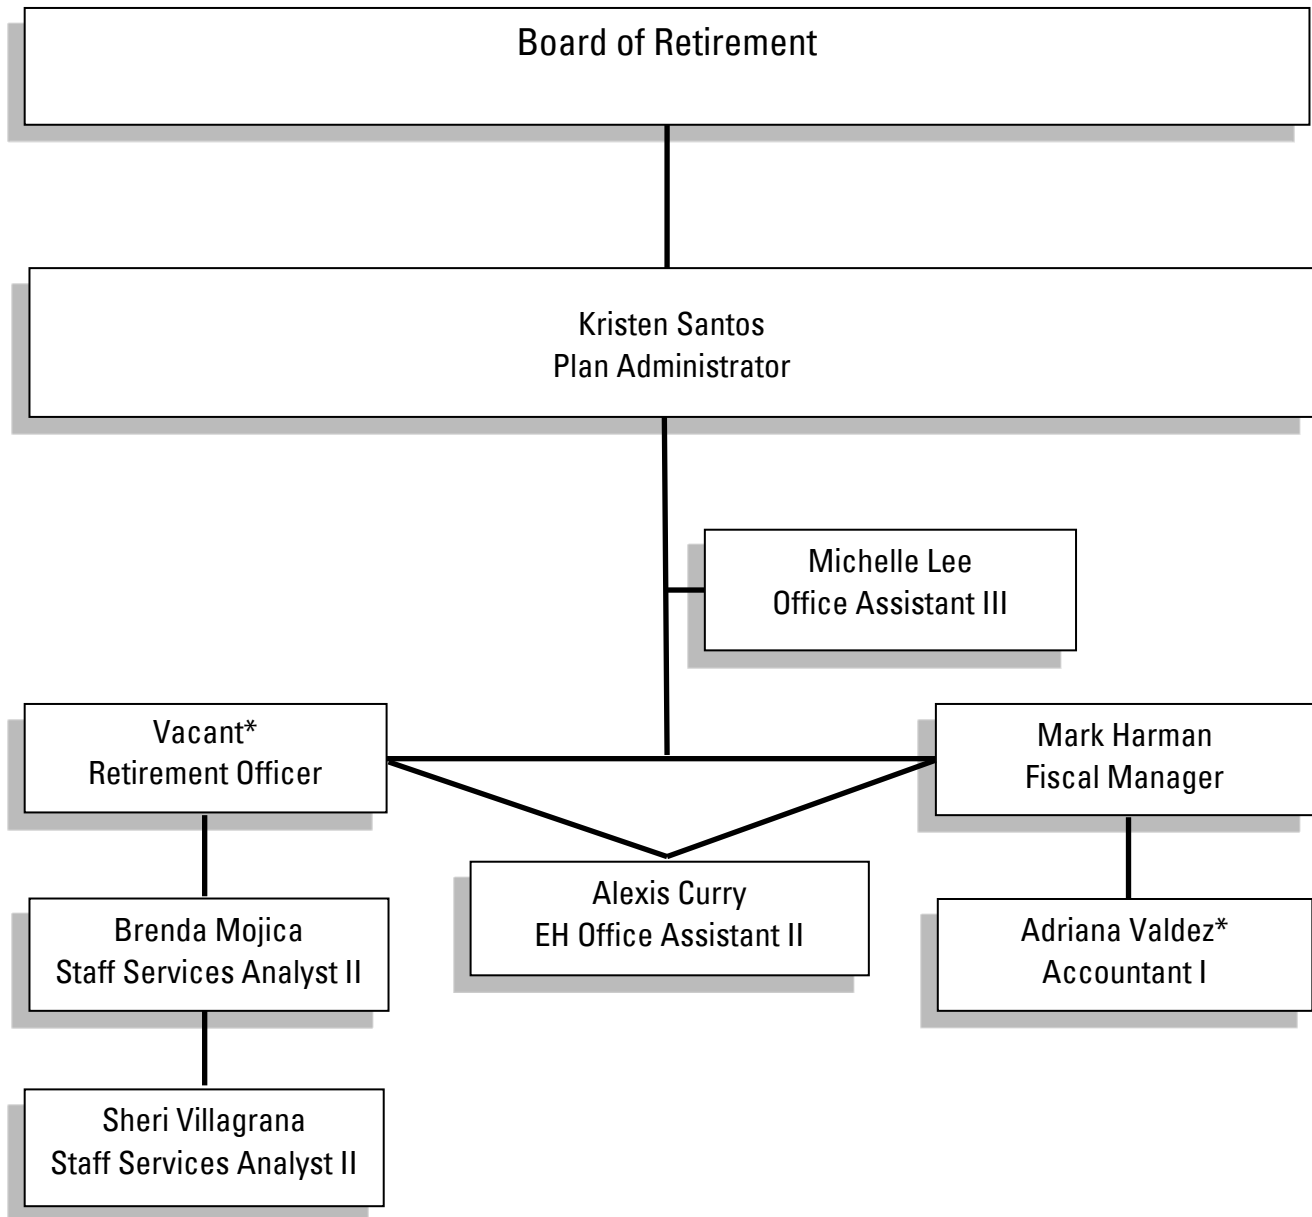 Board of Retirement
Kristen Santos
Plan Administrator
Michelle Lee
Office Assistant III
Vacant*
Retirement Officer
Mark Harman
Fiscal Manager
Alexis Curry
EH Office Assistant II
Brenda Mojica
Staff Services Analyst II
Adriana Valdez*
Accountant I
Sheri Villagrana
Staff Services Analyst II